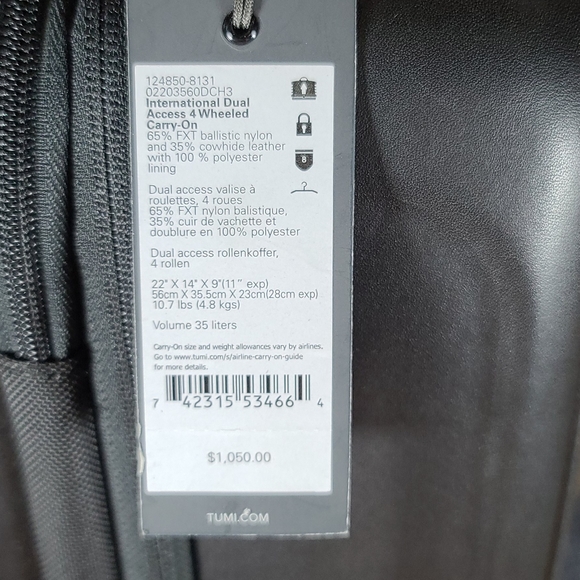 124850-8131
02203560DCH3
International Dual
Access 4 Wheeled
Carry-On
65% FXT ballistic nylon
and 35% cowhide leather
with 100 % polyester
lining
8
Dual access valise à
roulettes, 4 roues
65% FXT nylon balistique,
35% cuir de vachette et
doublure en 100% polyester
Dual access rollenkoffer,
4 rollen
22" X 14" X 9"(11" exp)
56cm X 35.5cm X 23cm(28cm exp)
10.7 lbs (4.8 kgs)
Volume 35 liters
Carry-On size and weight allowances vary by airlines.
Go to www.tumi.com/s/airline-carry-on-guide
for more details.
7 42315 53466 4
$1,050.00
TUMI.COM